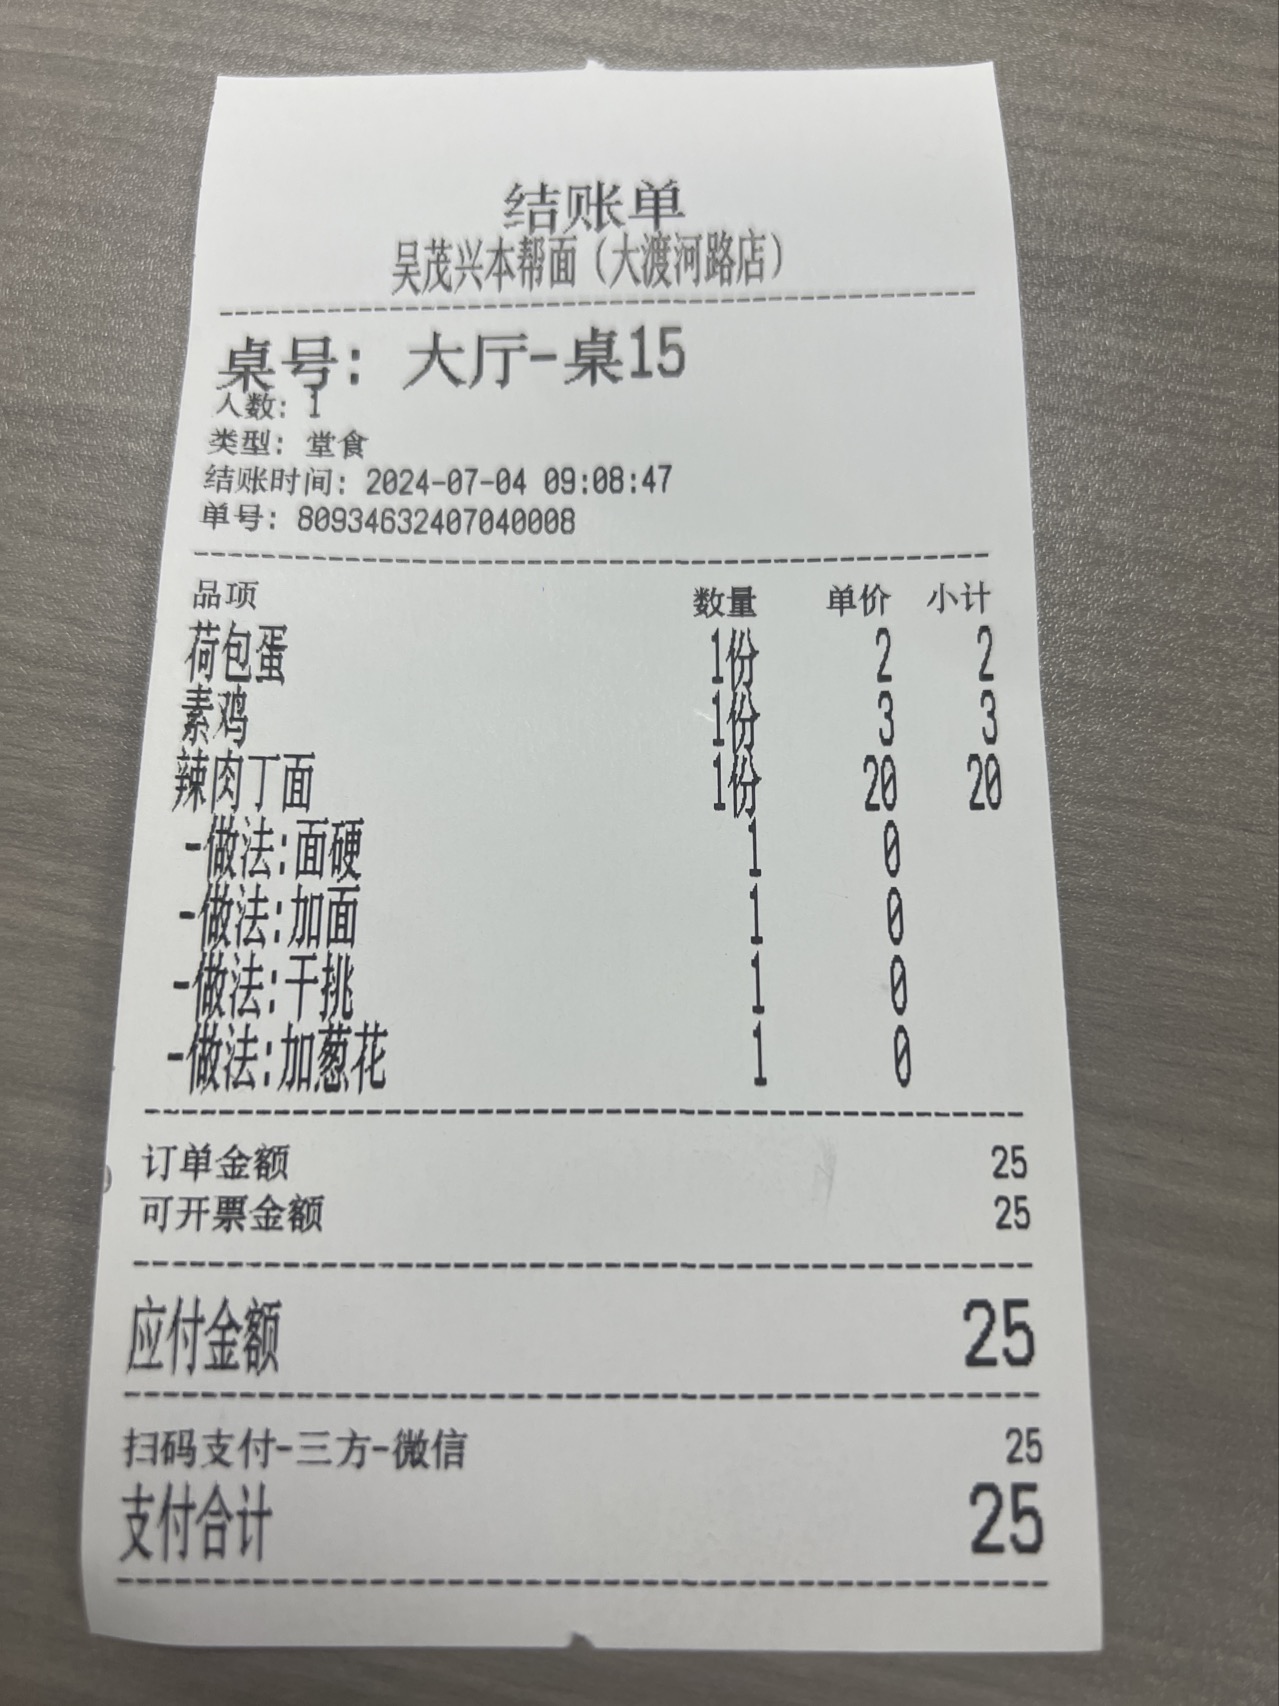 结账单
吴茂兴本帮面（大渡河路店）
桌号: 大厅-桌15
人数: 1
类型: 堂食
结账时间: 2024-07-04 09:08:47
单号: 80934632407040008
品项 数量 单价 小计
荷包蛋 1份 2 2
素鸡 1份 3 3
辣肉丁面 1份 20 20
-做法:面硬 1 0
-做法:加面 1 0
-做法:干挑 1 0
-做法:加葱花 1 0
订单金额 25
可开票金额 25
应付金额 25
扫码支付-三方-微信 25
支付合计 25